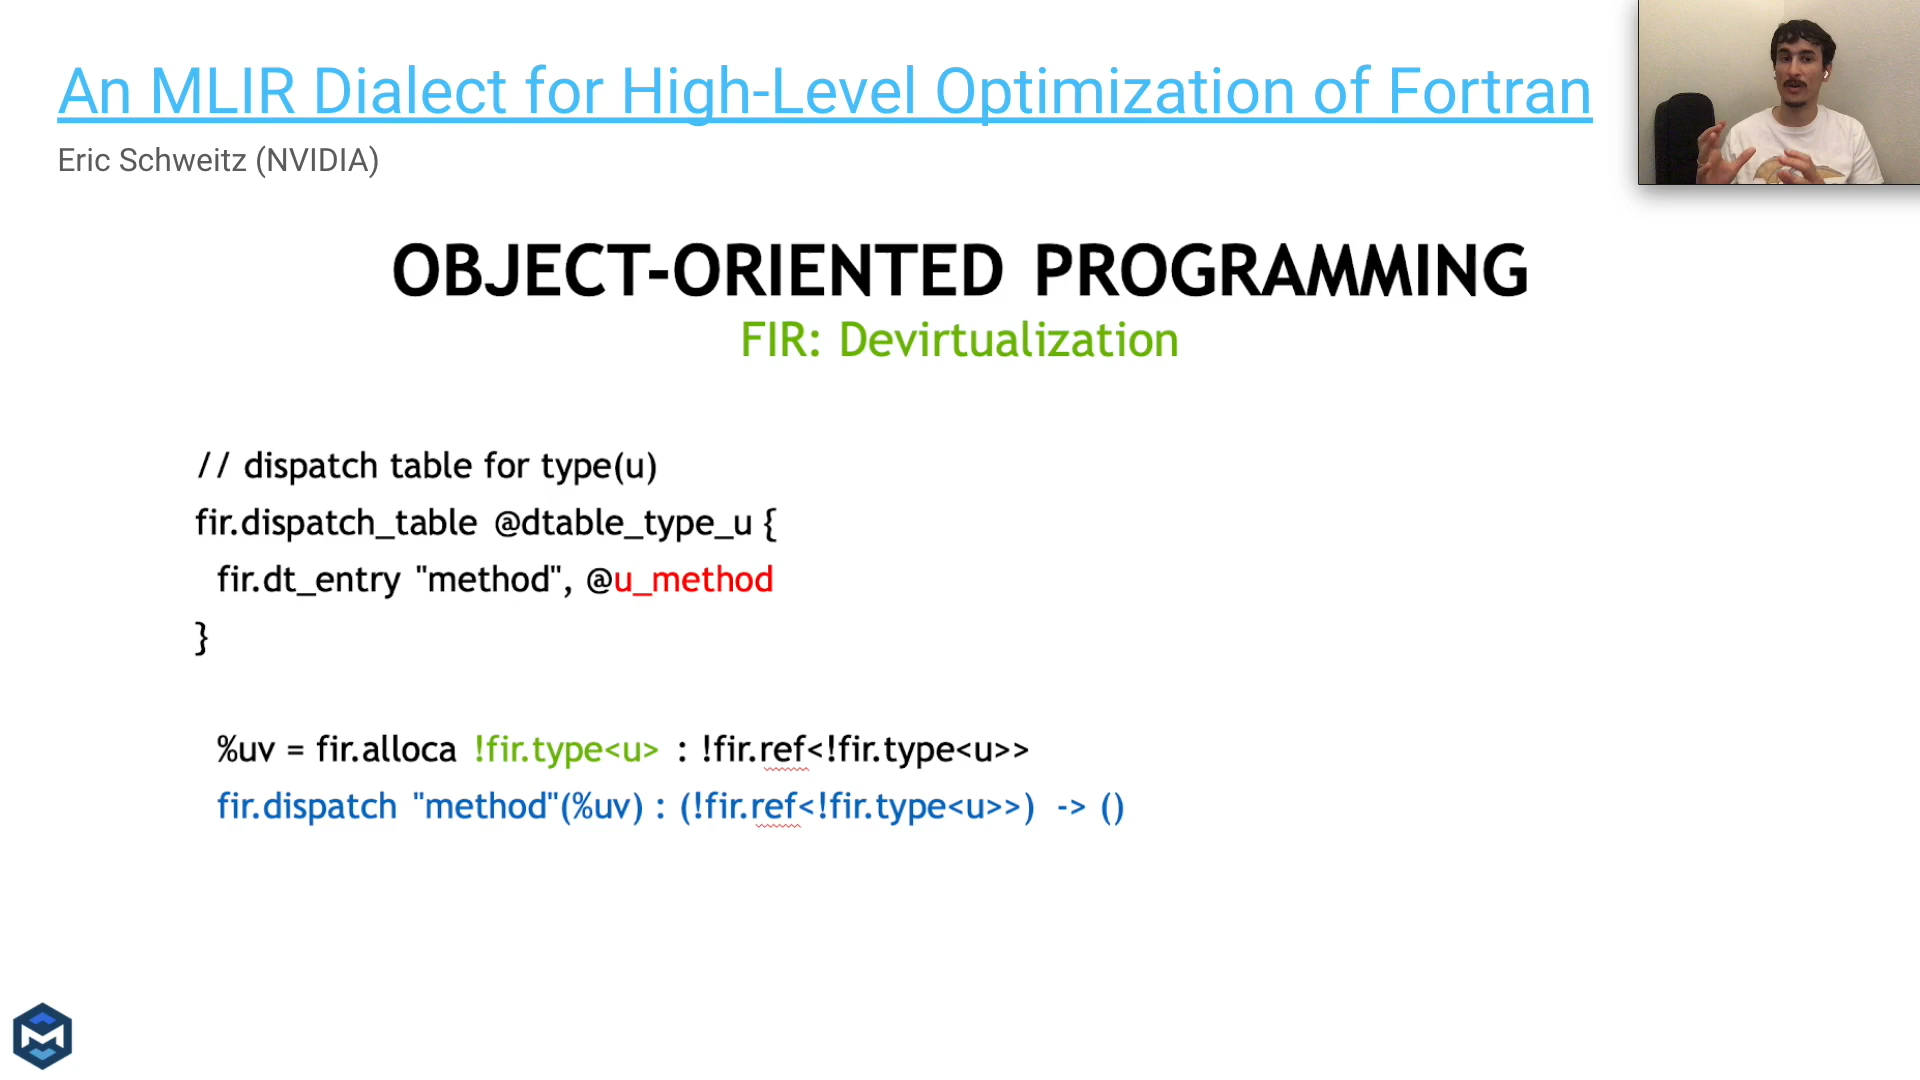 An MLIR Dialect for High-Level Optimization of Fortran
Eric Schweitz (NVIDIA)
OBJECT-ORIENTED PROGRAMMING
FIR: Devirtualization
// dispatch table for type(u)
fir.dispatch_table @dtable_type_u {
fir.dt_entry "method", @u_method
}
%uv = fir.alloca !fir.type<u> : !fir.ref<!fir.type<u>>
fir.dispatch "method"(%uv) : (!fir.ref<!fir.type<u>>) -> ()